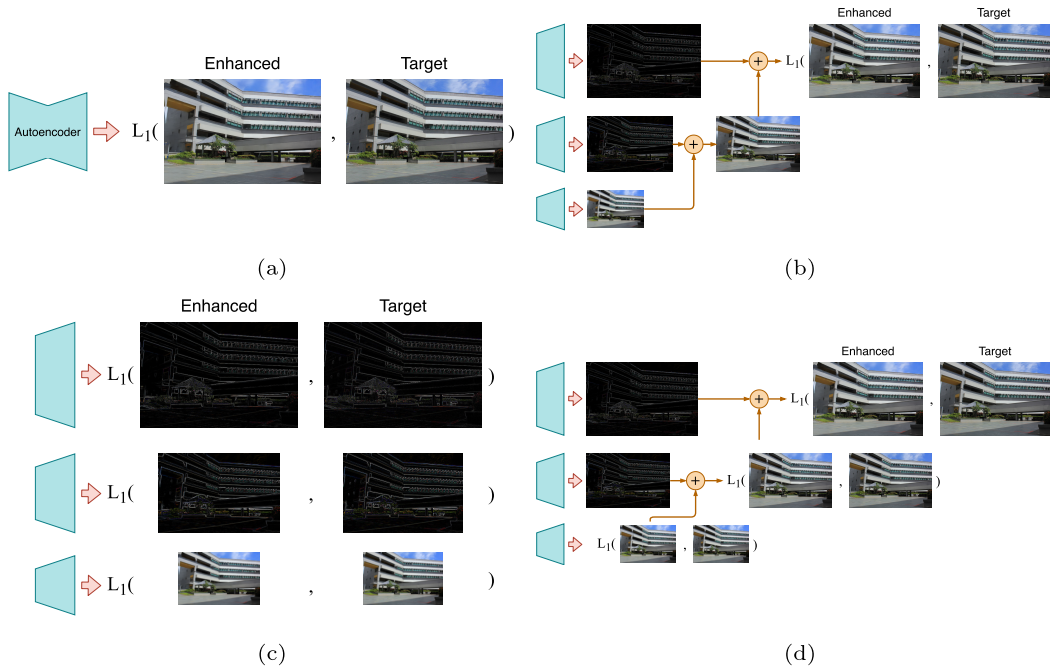 Enhanced Target
Autoencoder L1( , )
(a)
Enhanced Target
+ L1( ,
+
(b)
Enhanced Target
L1( , )
L1( , )
L1( , )
(c)
Enhanced Target
+ L1( ,
+ L1( , )
L1( , )
(d)